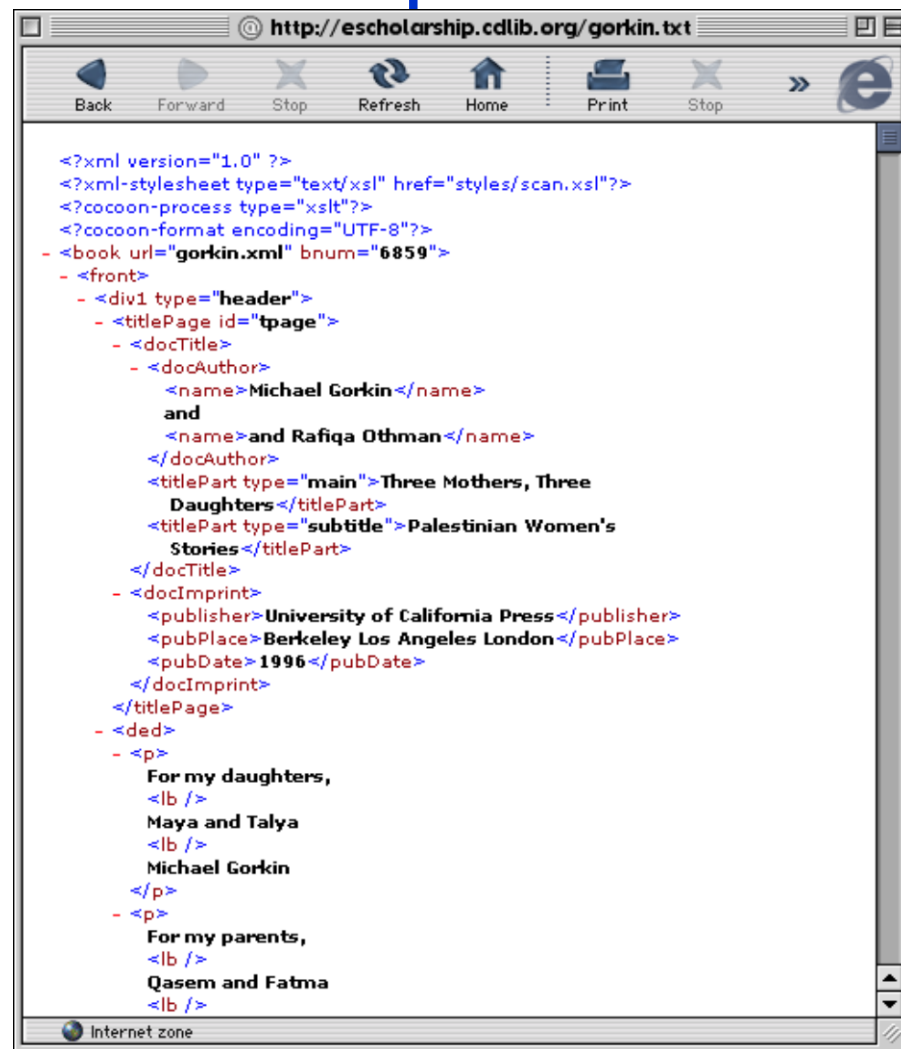 http://escholarship.cdlib.org/gorkin.txt
Back Forward Stop Refresh Home Print Stop »
<?xml version="1.0" ?>
<?xml-stylesheet type="text/xsl" href="styles/scan.xsl"?>
<?cocoon-process type="xslt"?>
<?cocoon-format encoding="UTF-8"?>
- <book url="gorkin.xml" bnum="6859">
- <front>
- <div1 type="header">
- <titlePage id="tpage">
- <docTitle>
- <docAuthor>
<name>Michael Gorkin</name>
and
<name>and Rafiqa Othman</name>
</docAuthor>
<titlePart type="main">Three Mothers, Three
Daughters</titlePart>
<titlePart type="subtitle">Palestinian Women's
Stories</titlePart>
</docTitle>
- <docImprint>
<publisher>University of California Press</publisher>
<pubPlace>Berkeley Los Angeles London</pubPlace>
<pubDate>1996</pubDate>
</docImprint>
</titlePage>
- <ded>
- <p>
For my daughters,
<lb />
Maya and Talya
<lb />
Michael Gorkin
</p>
- <p>
For my parents,
<lb />
Qasem and Fatma
<lb />
Internet zone